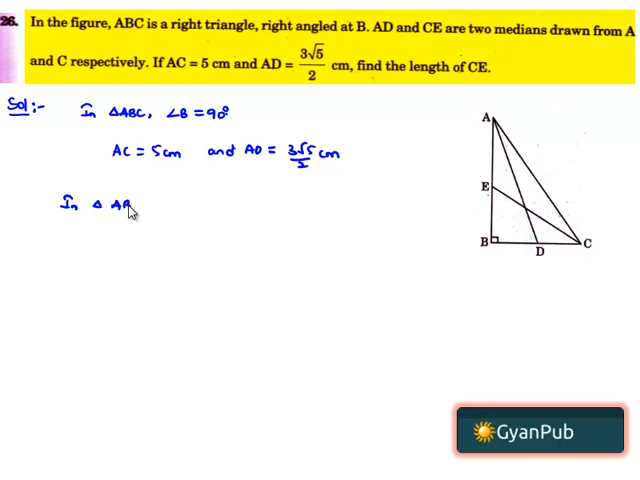 26. In the figure, ABC is a right triangle, right angled at B. AD and CE are two medians drawn from A
and C respectively. If AC = 5 cm and AD = 3√5/2 cm, find the length of CE.
Sol:- In △ABC, ∠B = 90°
AC = 5cm and AD = 3√5/2 cm
In △ AB
A
E
B
D
C
GyanPub